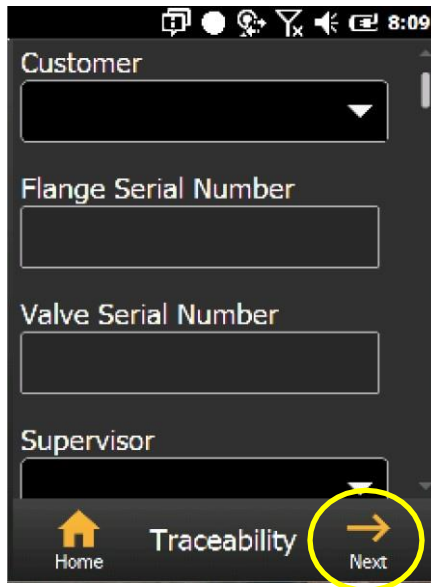 8:09
Customer
Flange Serial Number
Valve Serial Number
Supervisor
Home Traceability Next